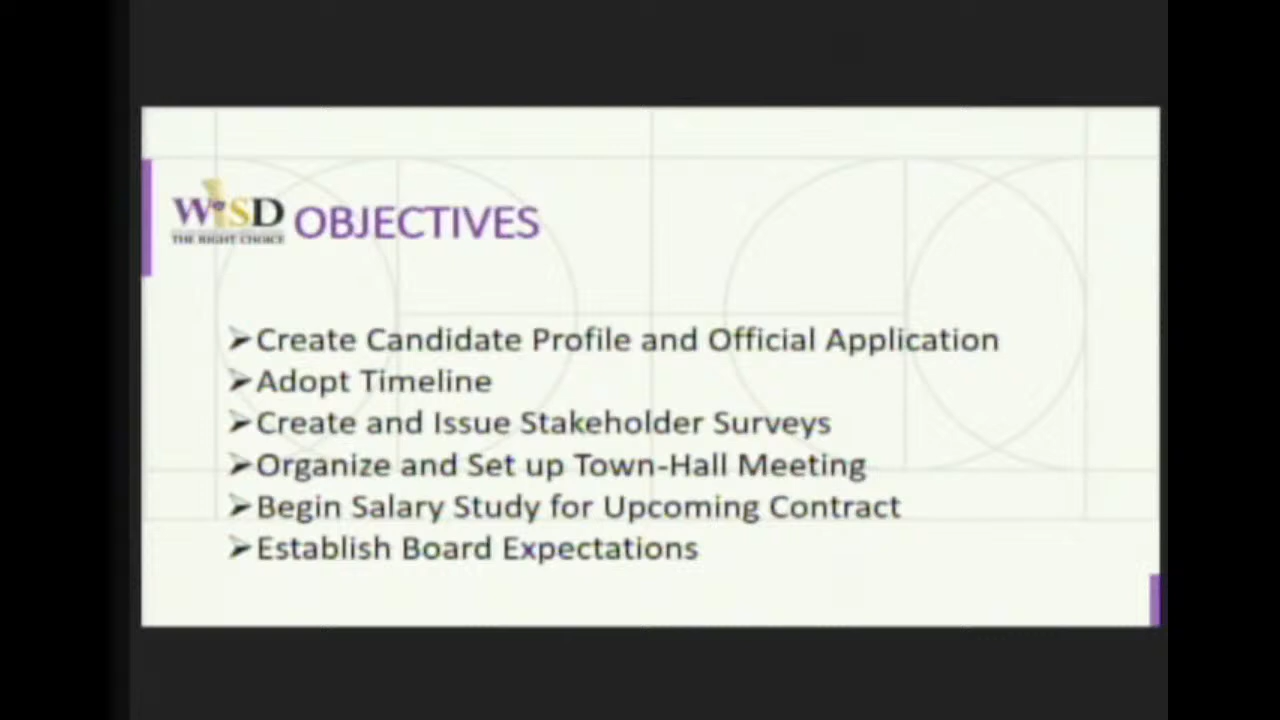 WiSD OBJECTIVES
THE RIGHT CHOICE
➢Create Candidate Profile and Official Application
➢Adopt Timeline
➢Create and Issue Stakeholder Surveys
➢Organize and Set up Town-Hall Meeting
➢Begin Salary Study for Upcoming Contract
➢Establish Board Expectations